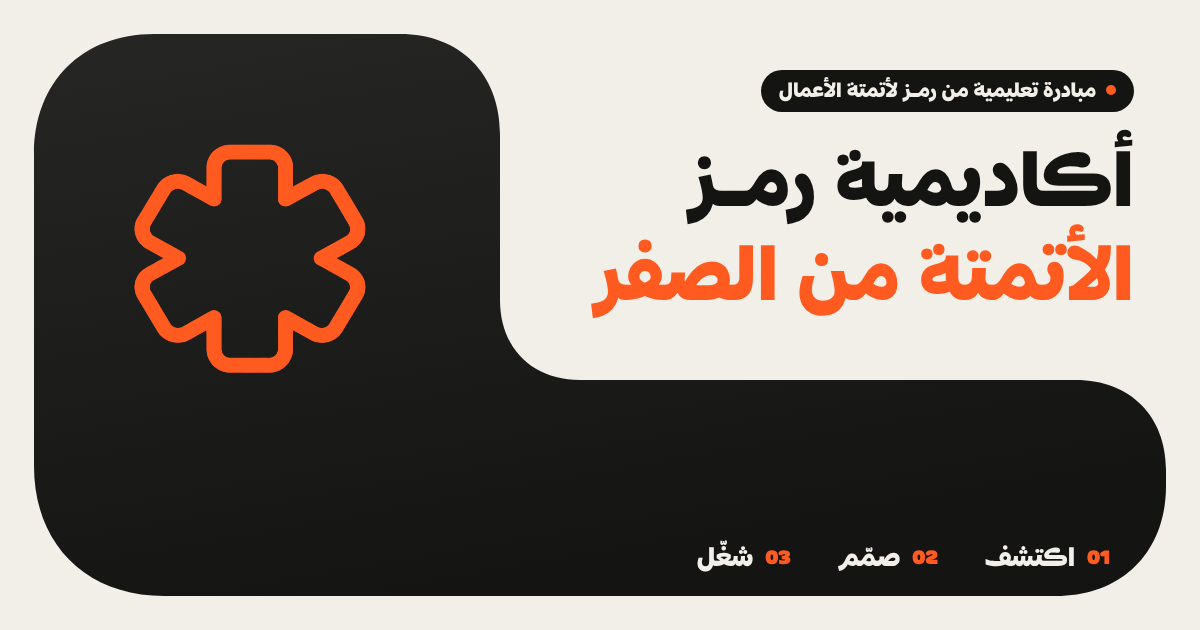 مبادرة تعليمية من رمـز لأتمتة الأعمال
أكاديمية رمـز
الأتمتة من الصفر
01 اكتشف
02 صمّم
03 شغّل